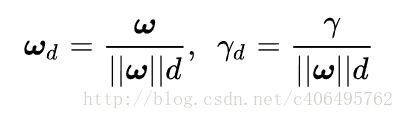 𝝎_d = 𝝎 / ||𝝎||d, γ_d = γ / ||𝝎||d
http://blog.csdn.net/c406495762